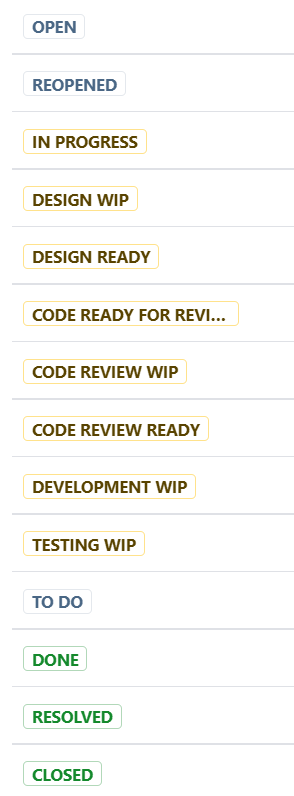 OPEN
REOPENED
IN PROGRESS
DESIGN WIP
DESIGN READY
CODE READY FOR REVI...
CODE REVIEW WIP
CODE REVIEW READY
DEVELOPMENT WIP
TESTING WIP
TO DO
DONE
RESOLVED
CLOSED